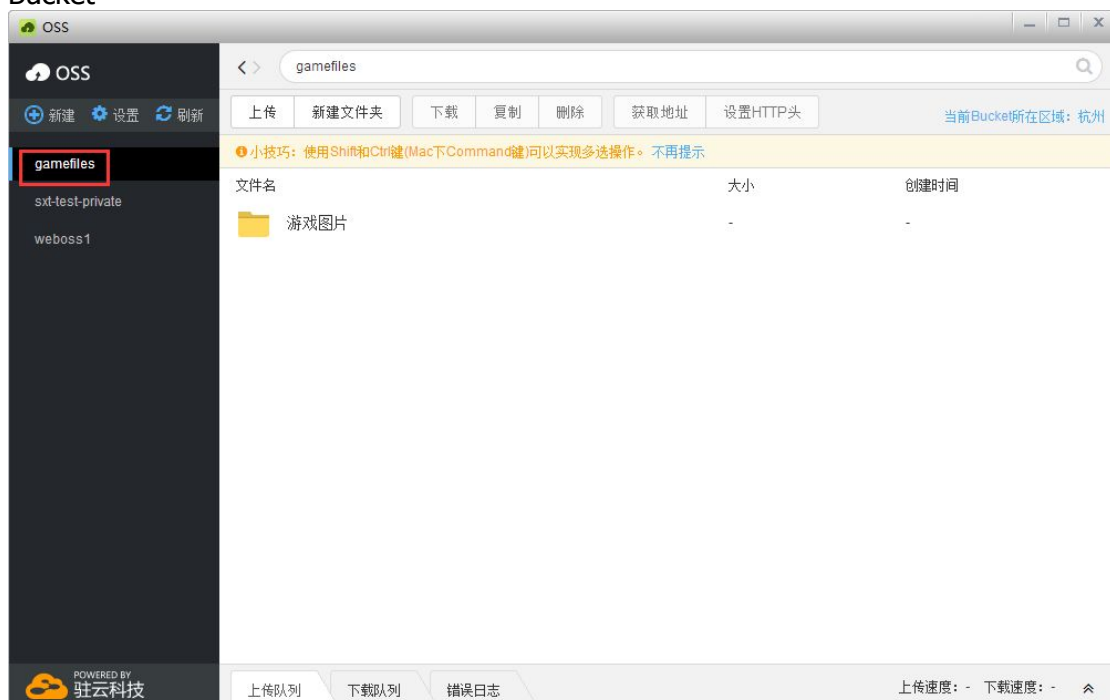 Bucket
OSS
OSS
gamefiles
新建 设置 刷新
上传 新建文件夹 下载 复制 删除 获取地址 设置HTTP头
当前Bucket所在区域：杭州
gamefiles
sxt-test-private
weboss1
小技巧：使用Shift和Ctrl键(Mac下Command键)可以实现多选操作。 不再提示
文件名 大小 创建时间
游戏图片 - -
POWERED BY
驻云科技
上传队列 下载队列 错误日志
上传速度：- 下载速度：-